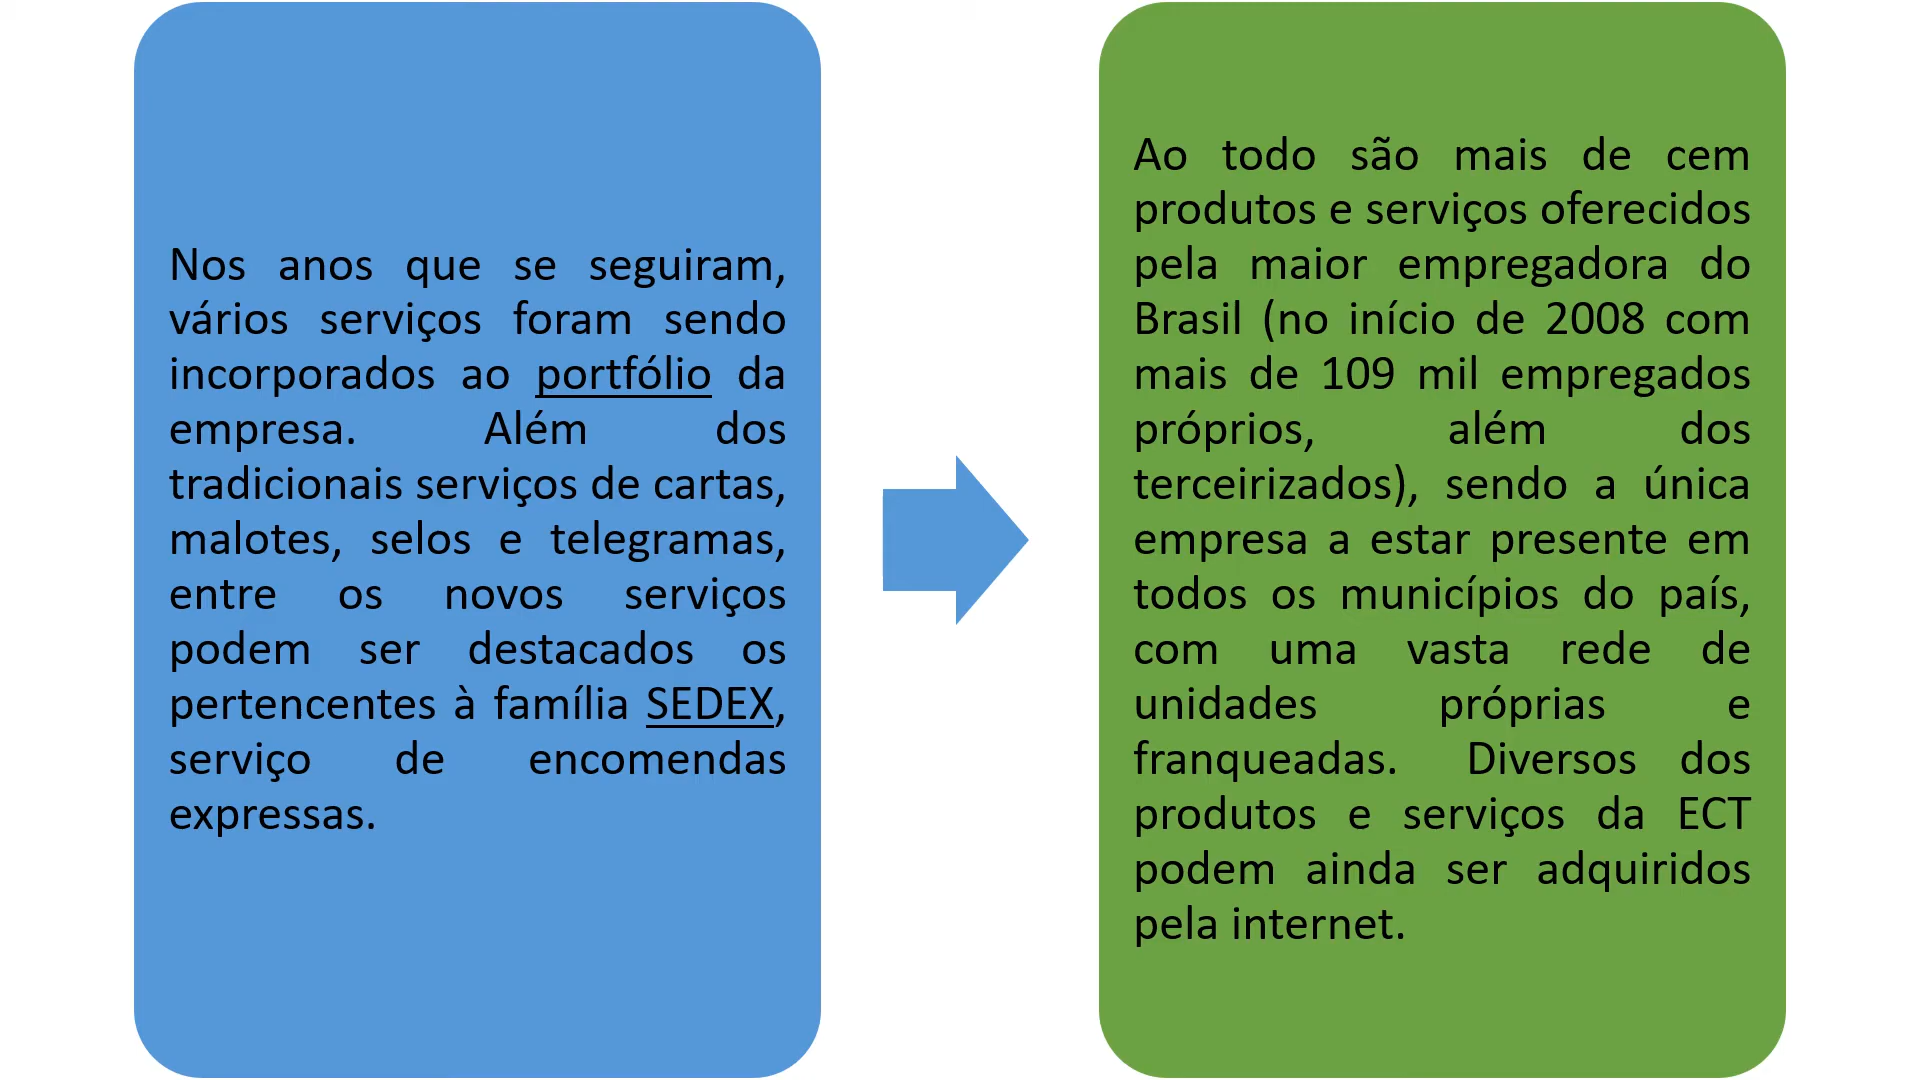 Nos anos que se seguiram,
vários serviços foram sendo
incorporados ao portfólio da
empresa. Além dos
tradicionais serviços de cartas,
malotes, selos e telegramas,
entre os novos serviços
podem ser destacados os
pertencentes à família SEDEX,
serviço de encomendas
expressas.
Ao todo são mais de cem
produtos e serviços oferecidos
pela maior empregadora do
Brasil (no início de 2008 com
mais de 109 mil empregados
próprios, além dos
terceirizados), sendo a única
empresa a estar presente em
todos os municípios do país,
com uma vasta rede de
unidades próprias e
franqueadas. Diversos dos
produtos e serviços da ECT
podem ainda ser adquiridos
pela internet.